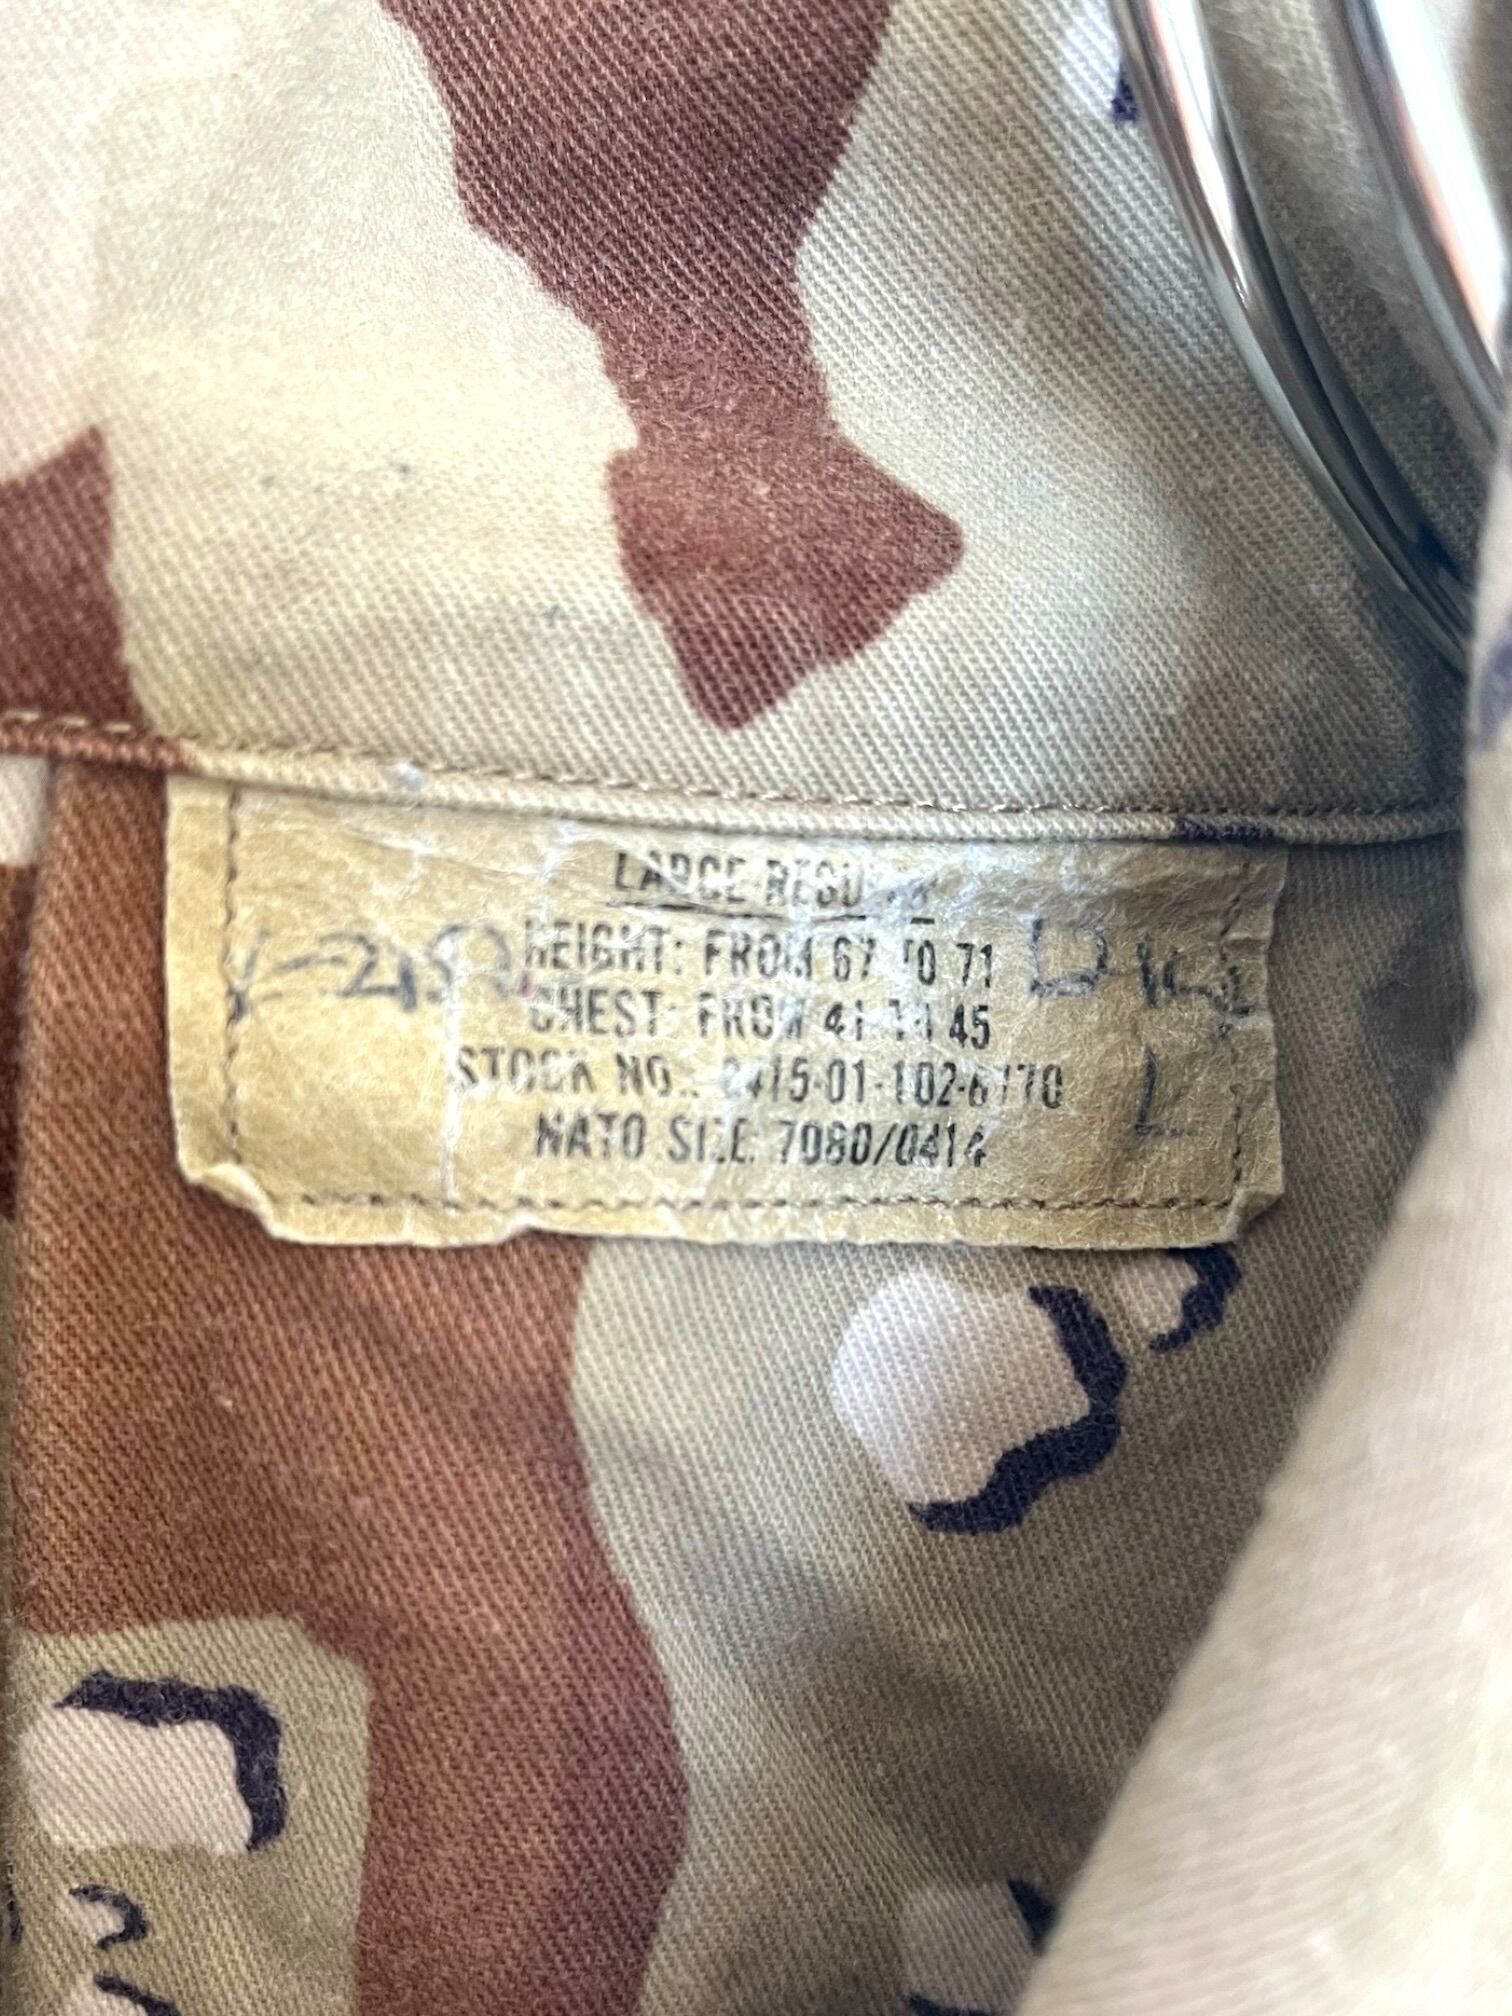 LARGE-REGULAR
HEIGHT: FROM 67 TO 71
CHEST: FROM 41 TO 45
STOCK NO.: 8415-01-102-6770
NATO SIZE: 7080/0414
L